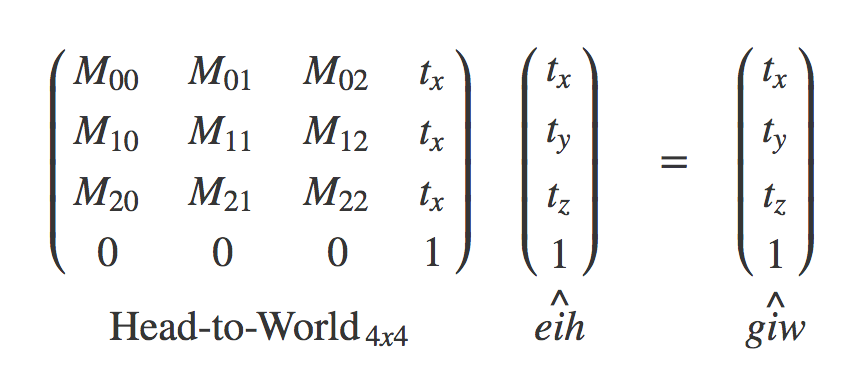 M00 M01 M02 tx tx tx
M10 M11 M12 tx ty = ty
M20 M21 M22 tx tz tz
0 0 0 1 1 1
Head-to-World4x4 ^eih ^giw